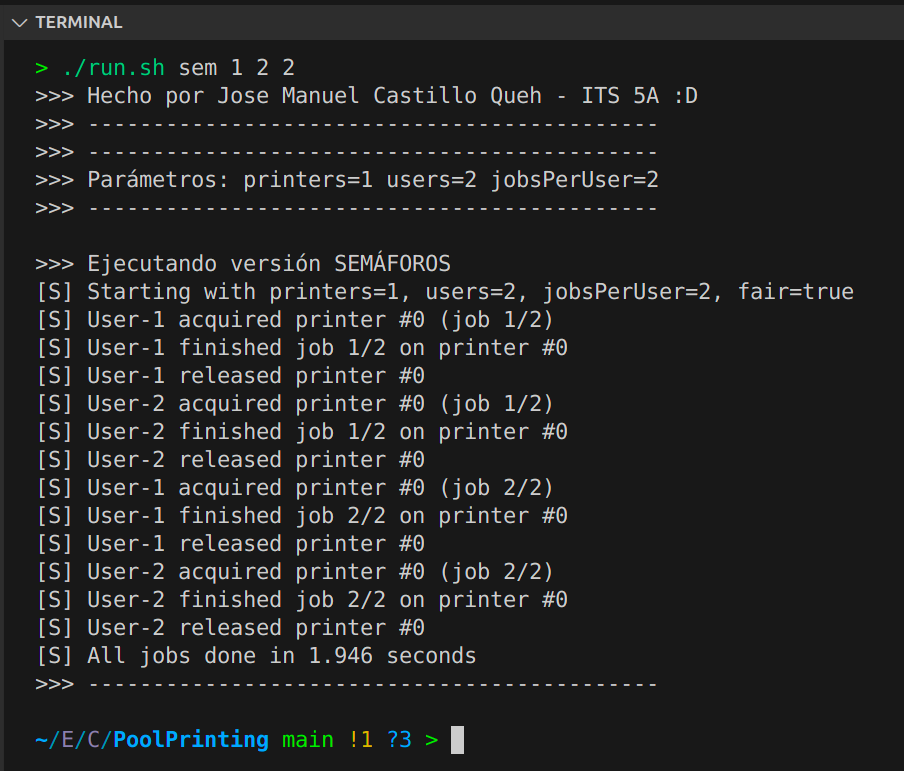 TERMINAL
> ./run.sh sem 1 2 2
>>> Hecho por Jose Manuel Castillo Queh - ITS 5A :D
>>> --------------------------------------------
>>> --------------------------------------------
>>> Parámetros: printers=1 users=2 jobsPerUser=2
>>> --------------------------------------------
>>> Ejecutando versión SEMÁFOROS
[S] Starting with printers=1, users=2, jobsPerUser=2, fair=true
[S] User-1 acquired printer #0 (job 1/2)
[S] User-1 finished job 1/2 on printer #0
[S] User-1 released printer #0
[S] User-2 acquired printer #0 (job 1/2)
[S] User-2 finished job 1/2 on printer #0
[S] User-2 released printer #0
[S] User-1 acquired printer #0 (job 2/2)
[S] User-1 finished job 2/2 on printer #0
[S] User-1 released printer #0
[S] User-2 acquired printer #0 (job 2/2)
[S] User-2 finished job 2/2 on printer #0
[S] User-2 released printer #0
[S] All jobs done in 1.946 seconds
>>> --------------------------------------------
~/E/C/PoolPrinting main !1 ?3 >